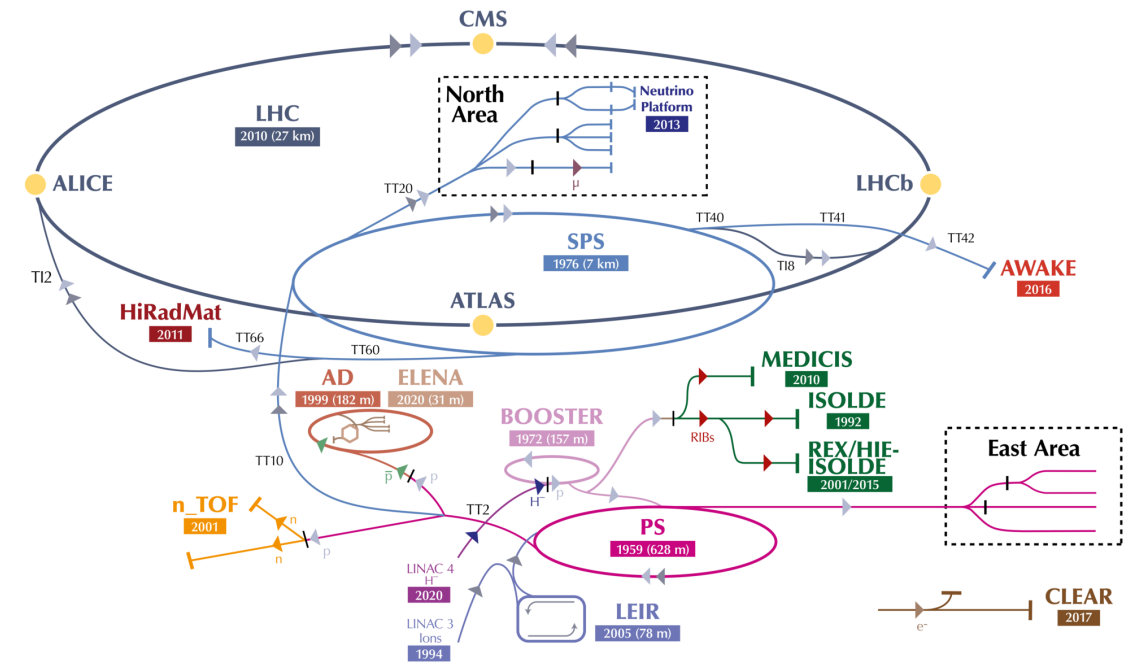 CMS
North
Area
Neutrino
Platform
2013
LHC
2010 (27 km)
ALICE
LHCb
TT20
μ
TT40
TT41
TT42
SPS
1976 (7 km)
TI8
TI2
AWAKE
2016
ATLAS
HiRadMat
2011
TT66
TT60
MEDICIS
2010
AD
1999 (182 m)
ELENA
2020 (31 m)
ISOLDE
1992
BOOSTER
1972 (157 m)
RIBs
REX/HIE-
ISOLDE
2001/2015
East Area
TT10
p̅
p
p
H⁻
n_TOF
2001
n
n
p
TT2
PS
1959 (628 m)
LINAC 4
H⁻
2020
LINAC 3
Ions
1994
LEIR
2005 (78 m)
CLEAR
2017
e⁻